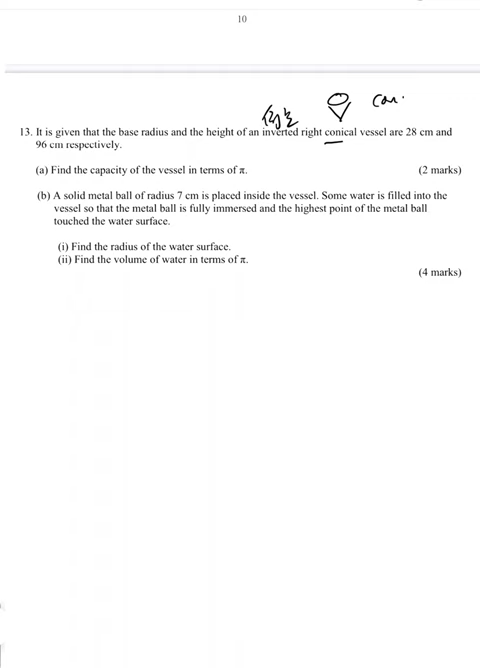 10
con.
倒立
13. It is given that the base radius and the height of an inverted right conical vessel are 28 cm and
96 cm respectively.
(a) Find the capacity of the vessel in terms of π. (2 marks)
(b) A solid metal ball of radius 7 cm is placed inside the vessel. Some water is filled into the
vessel so that the metal ball is fully immersed and the highest point of the metal ball
touched the water surface.
(i) Find the radius of the water surface.
(ii) Find the volume of water in terms of π.
(4 marks)